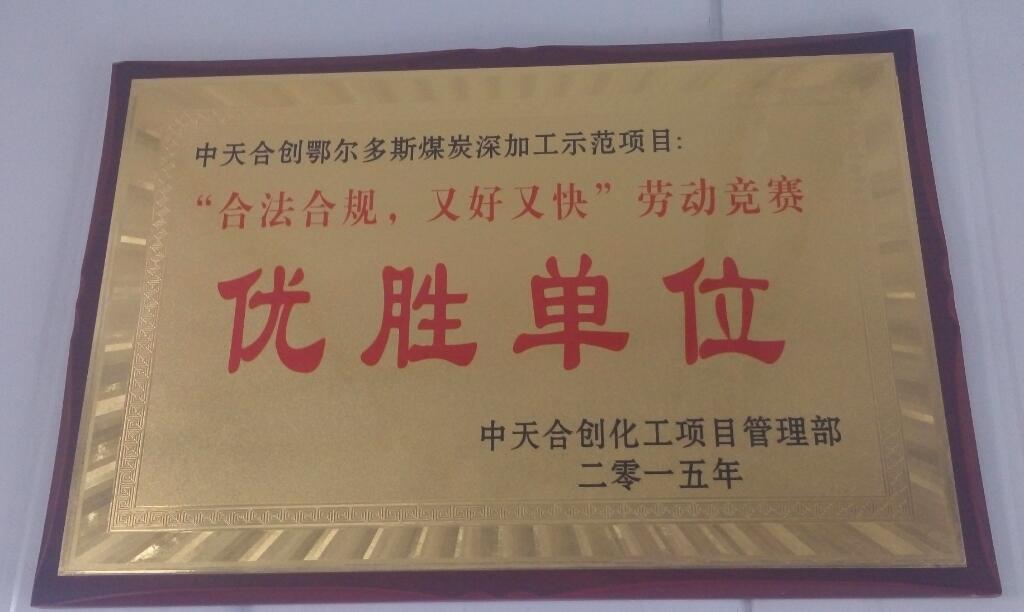 中天合创鄂尔多斯煤炭深加工示范项目:
“合法合规，又好又快”劳动竞赛
优胜单位
中天合创化工项目管理部
二零一五年